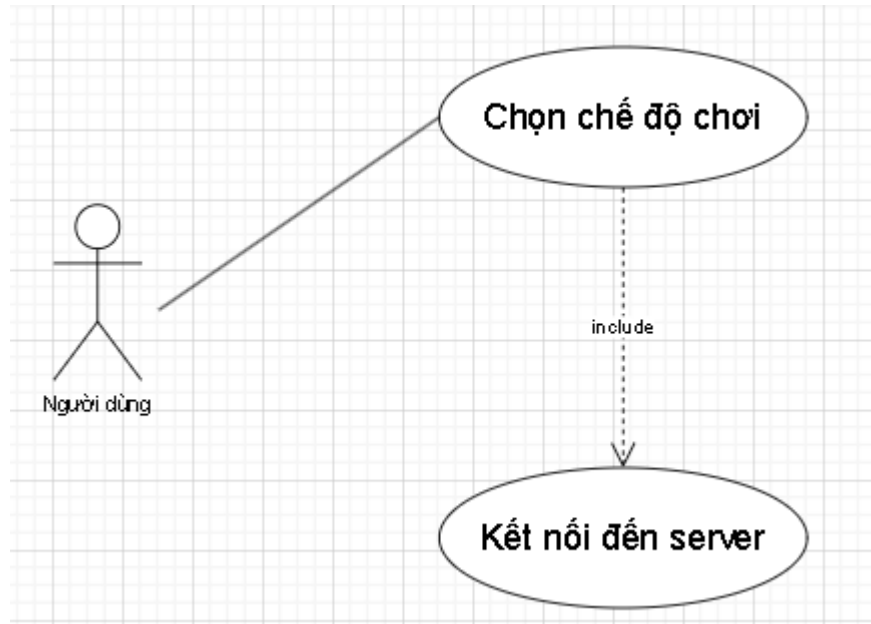 Chọn chế độ chơi
include
Người dùng
Kết nối đến server